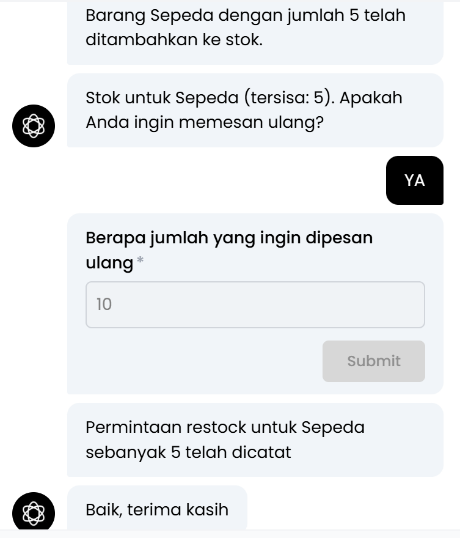 Barang Sepeda dengan jumlah 5 telah
ditambahkan ke stok.
Stok untuk Sepeda (tersisa: 5). Apakah
Anda ingin memesan ulang?
YA
Berapa jumlah yang ingin dipesan
ulang *
10
Submit
Permintaan restock untuk Sepeda
sebanyak 5 telah dicatat
Baik, terima kasih